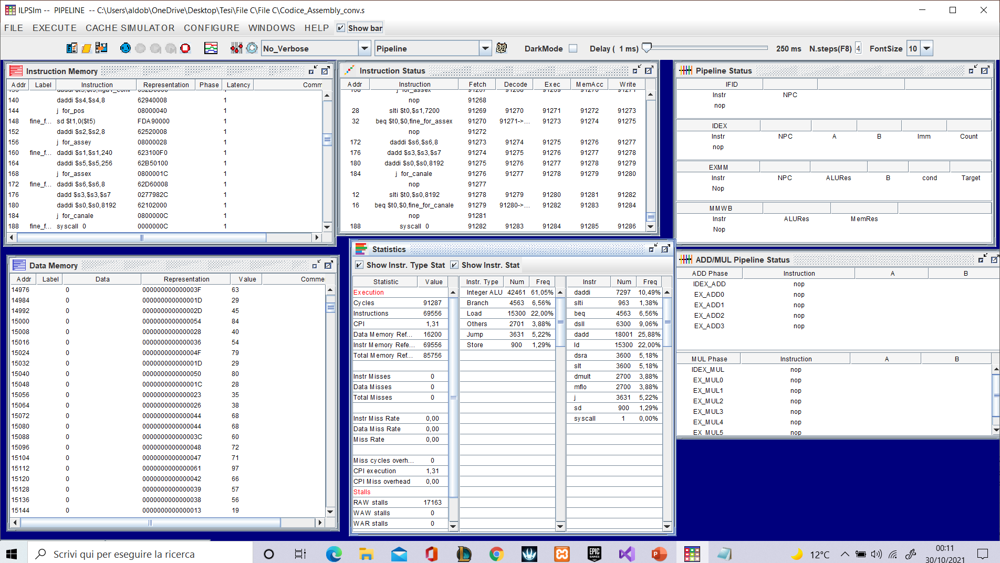 ILPSIm -- PIPELINE -- C:\Users\aldob\OneDrive\Desktop\Tesi\File C\File C\Codice_Assembly_conv.s
FILE EXECUTE CACHE SIMULATOR CONFIGURE WINDOWS HELP Show bar
No_Verbose Pipeline DarkMode Delay ( 1 ms) 250 ms N.steps(F8) 4 FontSize 10
Instruction Memory
Addr Label Instruction Representation Phase Latency Comm
140 daddi $s4,$s4,8 62940008 1
144 j for_pos 08000040 1
148 fine_f... sd $t1,0($t5) FDA90000 1
152 daddi $s2,$s2,8 62520008 1
156 j for_assey 08000028 1
160 fine_f... daddi $s1,$s1,240 623100F0 1
164 daddi $s5,$s5,256 62B50100 1
168 j for_assex 0800001C 1
172 fine_f... daddi $s6,$s6,8 62D60008 1
176 dadd $s3,$s3,$s7 0277982C 1
180 daddi $s0,$s0,8192 62102000 1
184 j for_canale 0800000C 1
188 fine_f... syscall 0 0000000C 1
Instruction Status
Addr Instruction Fetch Decode Exec MemAcc Write
168 j for_assex 91267 91268 91269 91270 91271
nop 91268
28 slti $t0,$s1,7200 91269 91270 91271 91272 91273
32 beq $t0,$0,fine_for_assex 91270 91271->... 91273 91274 91275
nop 91272
172 daddi $s6,$s6,8 91273 91274 91275 91276 91277
176 dadd $s3,$s3,$s7 91274 91275 91276 91277 91278
180 daddi $s0,$s0,8192 91275 91276 91277 91278 91279
184 j for_canale 91276 91277 91278 91279 91280
nop 91277
12 slti $t0,$s0,8192 91278 91279 91280 91281 91282
16 beq $t0,$0,fine_for_canale 91279 91280->... 91282 91283 91284
nop 91281
188 syscall 0 91282 91283 91284 91285 91286
Pipeline Status
IFID
Instr NPC
nop
IDEX
Instr NPC A B Imm Count
nop
EXMM
Instr NPC ALURes B cond Target
Nop
MMWB
Instr ALURes MemRes
Nop
Data Memory
Addr Label Data Representation Value Comme
14976 0 000000000000003F 63
14984 0 000000000000001D 29
14992 0 000000000000002D 45
15000 0 0000000000000054 84
15008 0 0000000000000028 40
15016 0 0000000000000036 54
15024 0 000000000000004F 79
15032 0 000000000000001D 29
15040 0 0000000000000050 80
15048 0 000000000000001C 28
15056 0 0000000000000023 35
15064 0 0000000000000026 38
15072 0 0000000000000044 68
15080 0 0000000000000044 68
15088 0 000000000000003C 60
15096 0 0000000000000048 72
15104 0 0000000000000047 71
15112 0 0000000000000061 97
15120 0 0000000000000042 66
15128 0 0000000000000039 57
15136 0 0000000000000038 56
15144 0 0000000000000013 19
Statistics
Show Instr. Type Stat Show Instr. Stat
Statistic Value
Execution
Cycles 91287
Instructions 69556
CPI 1,31
Data Memory Ref... 16200
Instr Memory Refe... 69556
Total Memory Ref... 85756
Instr Misses 0
Data Misses 0
Total Misses 0
Instr Miss Rate 0,00
Data Miss Rate 0,00
Miss Rate 0,00
Miss cycles overh... 0
CPI execution 1,31
CPI Miss overhead 0,00
Stalls
RAW stalls 17163
WAW stalls 0
WAR stalls 0
Instr. Type Num Freq
Integer ALU 42461 61,05%
Branch 4563 6,56%
Load 15300 22,00%
Others 2701 3,88%
Jump 3631 5,22%
Store 900 1,29%
Instr Num Freq
daddi 7297 10,49%
slti 963 1,38%
beq 4563 6,56%
dsll 6300 9,06%
dadd 18001 25,88%
ld 15300 22,00%
dsra 3600 5,18%
slt 3600 5,18%
dmult 2700 3,88%
mflo 2700 3,88%
j 3631 5,22%
sd 900 1,29%
syscall 1 0,00%
ADD/MUL Pipeline Status
ADD Phase Instruction A B
IDEX_ADD nop
EX_ADD0 nop
EX_ADD1 nop
EX_ADD2 nop
EX_ADD3 nop
MUL Phase Instruction A B
IDEX_MUL nop
EX_MUL0 nop
EX_MUL1 nop
EX_MUL2 nop
EX_MUL3 nop
EX_MUL4 nop
EX_MUL5 nop
Scrivi qui per eseguire la ricerca
EPIC GAMES
12°C
00:11
30/10/2021